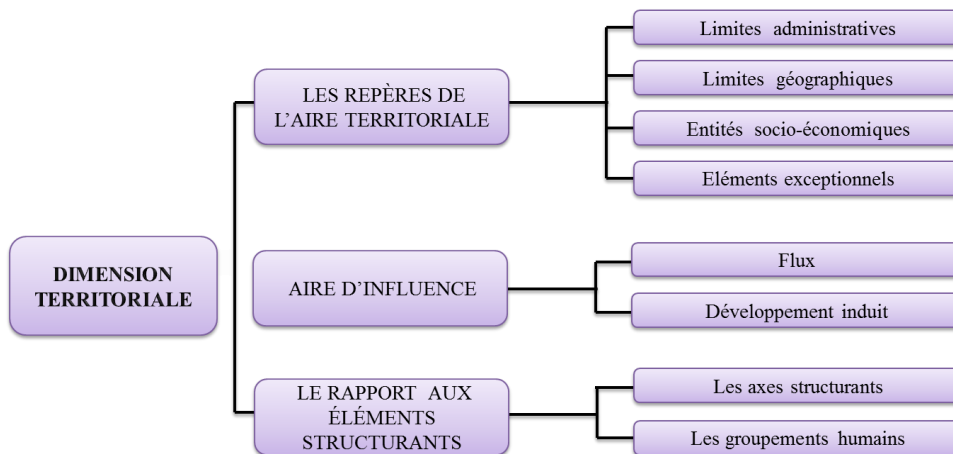 DIMENSION
TERRITORIALE
LES REPÈRES DE
L’AIRE TERRITORIALE
Limites administratives
Limites géographiques
Entités socio-économiques
Eléments exceptionnels
AIRE D’INFLUENCE
Flux
Développement induit
LE RAPPORT AUX
ÉLÉMENTS
STRUCTURANTS
Les axes structurants
Les groupements humains